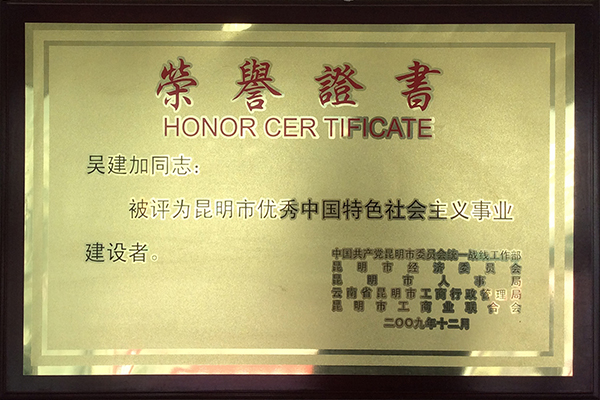 榮譽證書
HONOR CER TIFICATE
吴建加同志：
被评为昆明市优秀中国特色社会主义事业
建设者。
中国共产党昆明市委员会统一战线工作部
昆明市经济委员会
昆明市人事局
云南省昆明市工商行政管理局
昆明市工商业联合会
二〇〇九年十二月